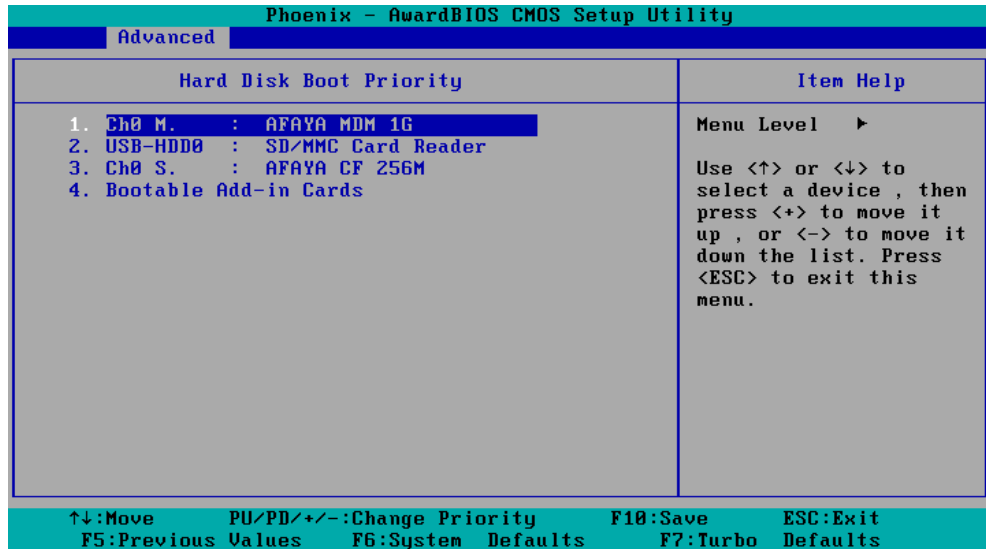 Phoenix - AwardBIOS CMOS Setup Utility
Advanced
Hard Disk Boot Priority
1. Ch0 M. : AFAYA MDM 1G
2. USB-HDD0 : SD/MMC Card Reader
3. Ch0 S. : AFAYA CF 256M
4. Bootable Add-in Cards
Item Help
Menu Level ►
Use <↑> or <↓> to
select a device , then
press <+> to move it
up , or <-> to move it
down the list. Press
<ESC> to exit this
menu.
↑↓:Move PU/PD/+/-:Change Priority F10:Save ESC:Exit
F5:Previous Values F6:System Defaults F7:Turbo Defaults